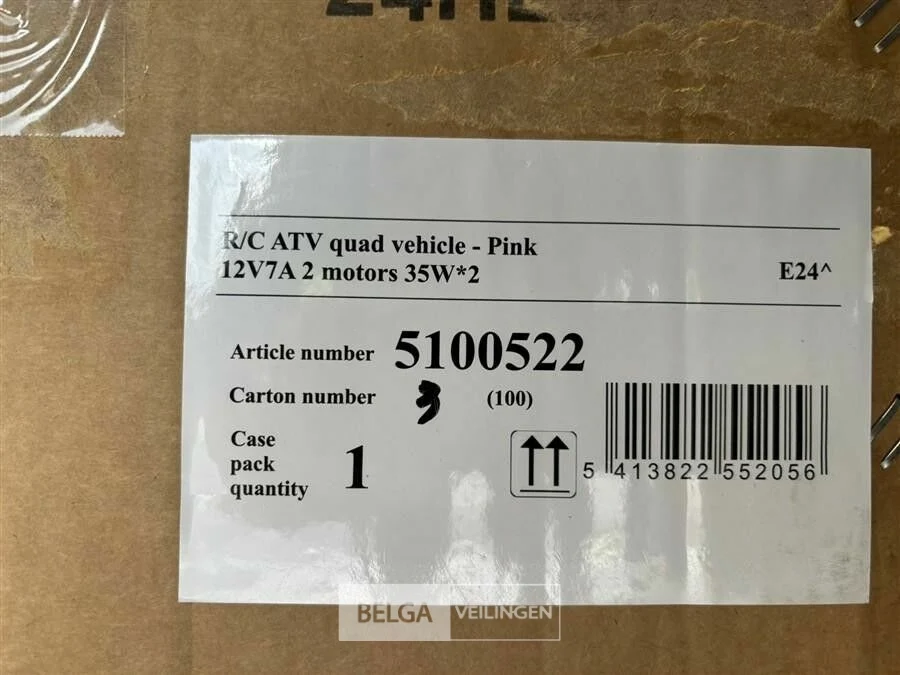 R/C ATV quad vehicle - Pink
12V7A 2 motors 35W*2 E24^
Article number 5100522
Carton number 3 (100)
Case
pack
quantity 1
5 413822 552056
BELGA VEILINGEN